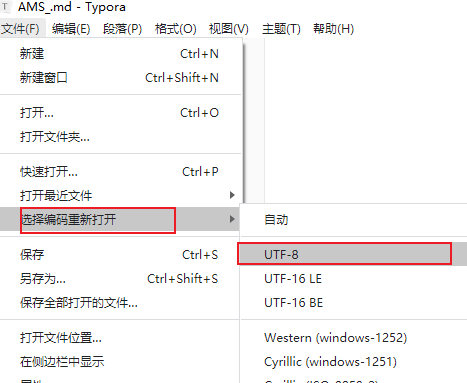 AMS_.md - Typora
文件(F) 编辑(E) 段落(P) 格式(O) 视图(V) 主题(T) 帮助(H)
新建 Ctrl+N
新建窗口 Ctrl+Shift+N
打开... Ctrl+O
打开文件夹...
快速打开... Ctrl+P
打开最近文件
选择编码重新打开
自动
保存 Ctrl+S
UTF-8
另存为... Ctrl+Shift+S
UTF-16 LE
保存全部打开的文件...
UTF-16 BE
打开文件位置...
Western (windows-1252)
在侧边栏中显示
Cyrillic (windows-1251)